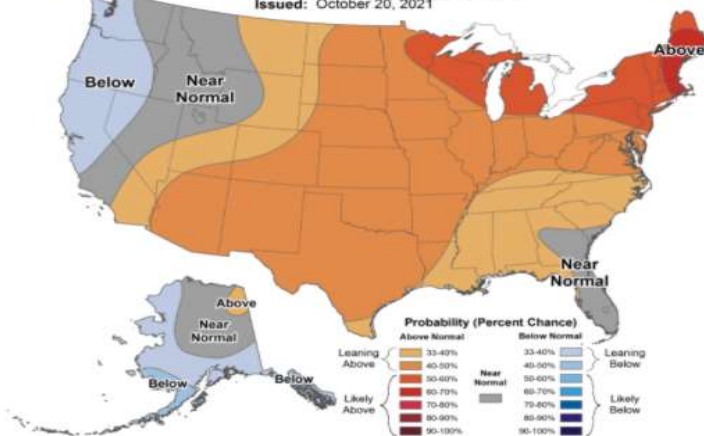 Issued: October 20, 2021
Above
Below
Near
Normal
Near
Normal
Above
Near
Normal
Below
Below
Probability (Percent Chance)
Above Normal
Below Normal
Leaning
Above
33-40%
40-50%
Likely
Above
50-60%
60-70%
70-80%
80-90%
90-100%
Near
Normal
33-40%
40-50%
Leaning
Below
50-60%
60-70%
70-80%
80-90%
90-100%
Likely
Below